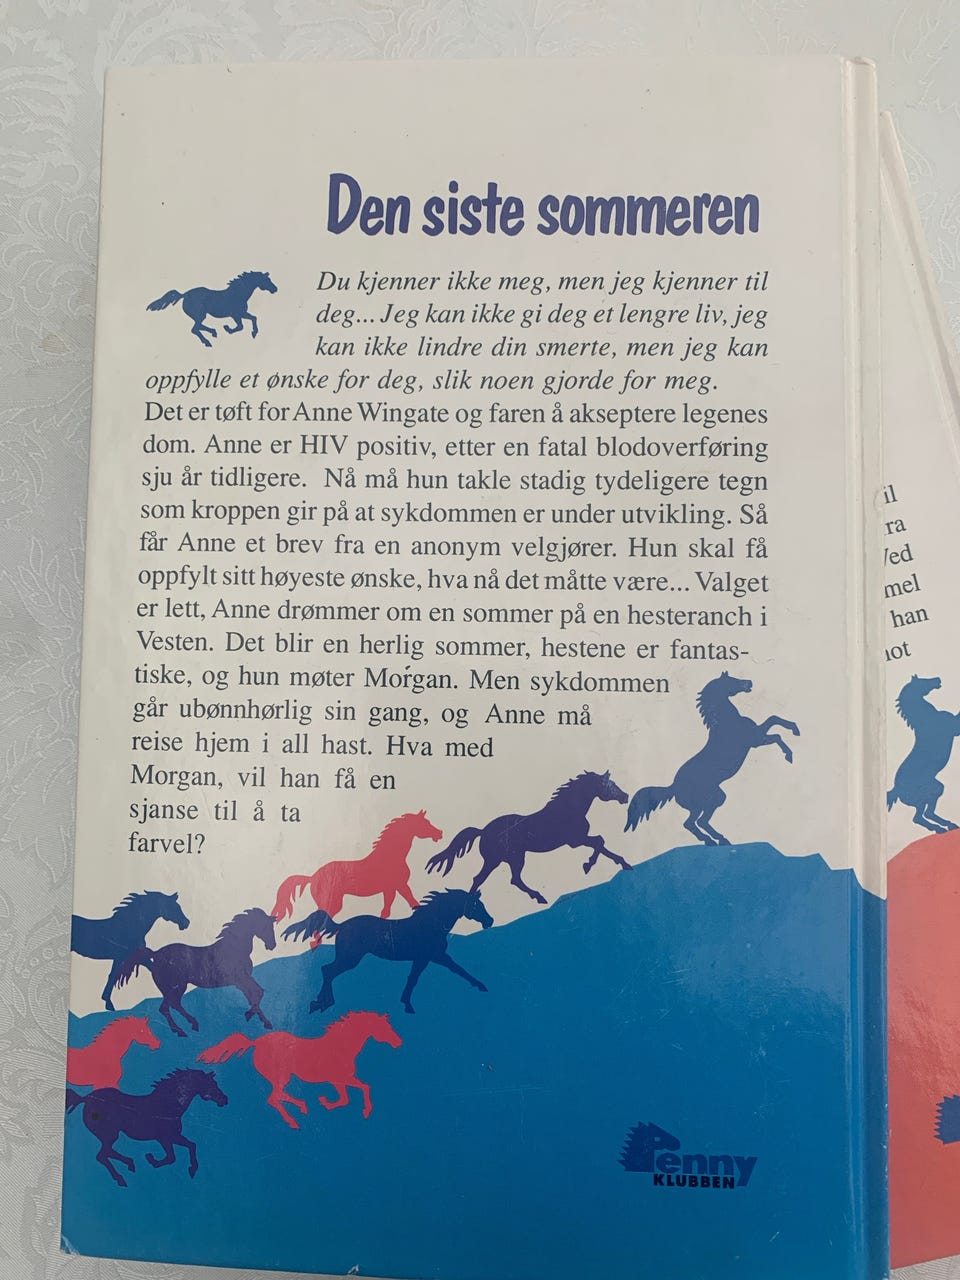 Den siste sommeren
Du kjenner ikke meg, men jeg kjenner til
deg... Jeg kan ikke gi deg et lengre liv, jeg
kan ikke lindre din smerte, men jeg kan
oppfylle et ønske for deg, slik noen gjorde for meg.
Det er tøft for Anne Wingate og faren å akseptere legenes
dom. Anne er HIV positiv, etter en fatal blodoverføring
sju år tidligere. Nå må hun takle stadig tydeligere tegn
som kroppen gir på at sykdommen er under utvikling. Så
får Anne et brev fra en anonym velgjører. Hun skal få
oppfylt sitt høyeste ønske, hva nå det måtte være... Valget
er lett, Anne drømmer om en sommer på en hesteranch i
Vesten. Det blir en herlig sommer, hestene er fantas-
tiske, og hun møter Morgan. Men sykdommen
går ubønnhørlig sin gang, og Anne må
reise hjem i all hast. Hva med
Morgan, vil han få en
sjanse til å ta
farvel?
Penny
KLUBBEN
il
ra
Ved
mel
han
not